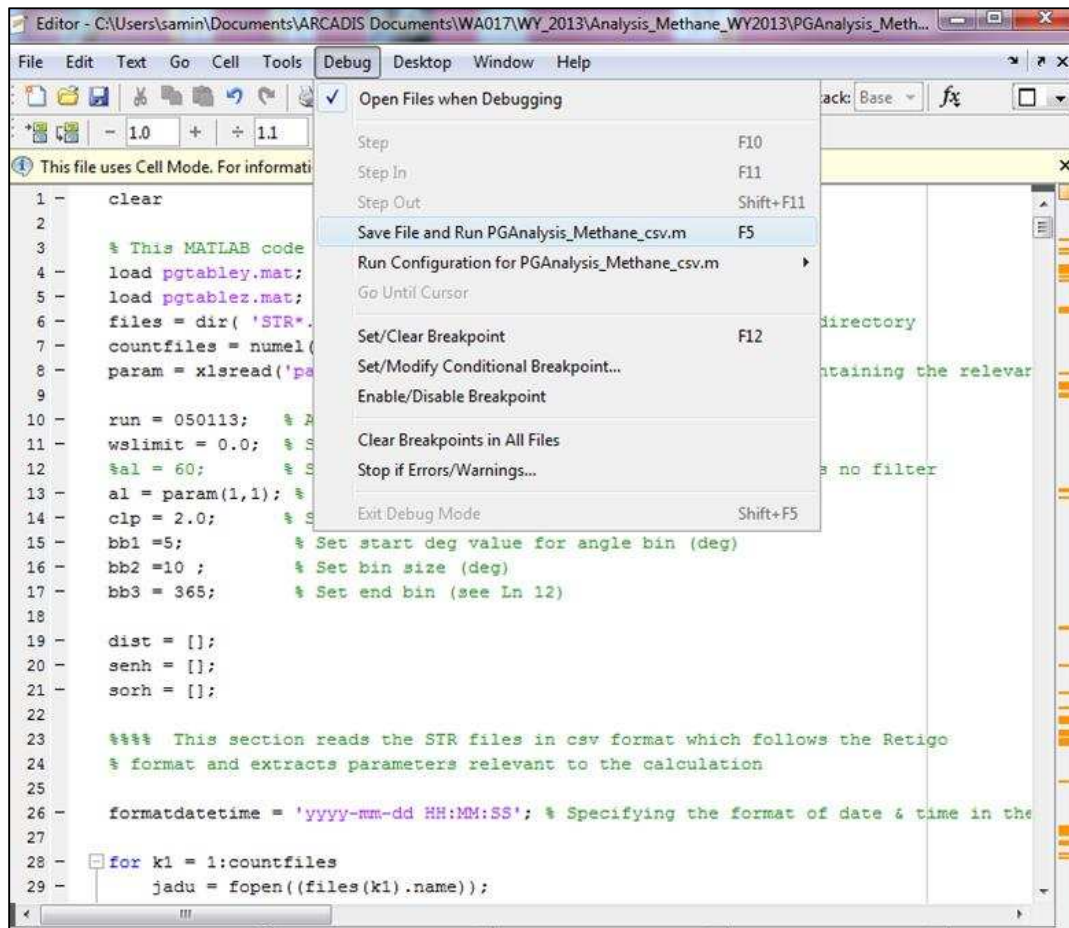 Editor - C:\Users\samin\Documents\ARCADIS Documents\WA017\WY_2013\Analysis_Methane_WY2013\PGAnalysis_Meth...
File Edit Text Go Cell Tools Debug Desktop Window Help
Open Files when Debugging
Step F10
Step In F11
Step Out Shift+F11
Save File and Run PGAnalysis_Methane_csv.m F5
Run Configuration for PGAnalysis_Methane_csv.m
Go Until Cursor
Set/Clear Breakpoint F12
Set/Modify Conditional Breakpoint...
Enable/Disable Breakpoint
Clear Breakpoints in All Files
Stop if Errors/Warnings...
Exit Debug Mode Shift+F5
ack: Base fx
- 1.0 + ÷ 1.1
This file uses Cell Mode. For informati
1 - clear
2
3 % This MATLAB code
4 - load pgtabley.mat;
5 - load pgtablez.mat;
6 - files = dir( 'STR*. directory
7 - countfiles = numel(
8 - param = xlsread('pa ntaining the relevan
9
10 - run = 050113; % A
11 - wslimit = 0.0; % S
12 %al = 60; % S s no filter
13 - al = param(1,1); %
14 - clp = 2.0; % S
15 - bb1 =5; % Set start deg value for angle bin (deg)
16 - bb2 =10 ; % Set bin size (deg)
17 - bb3 = 365; % Set end bin (see Ln 12)
18
19 - dist = [];
20 - senh = [];
21 - sorh = [];
22
23 %%%% This section reads the STR files in csv format which follows the Retigo
24 % format and extracts parameters relevant to the calculation
25
26 - formatdatetime = 'yyyy-mm-dd HH:MM:SS'; % Specifying the format of date & time in the
27
28 - for k1 = 1:countfiles
29 - jadu = fopen((files(k1).name));